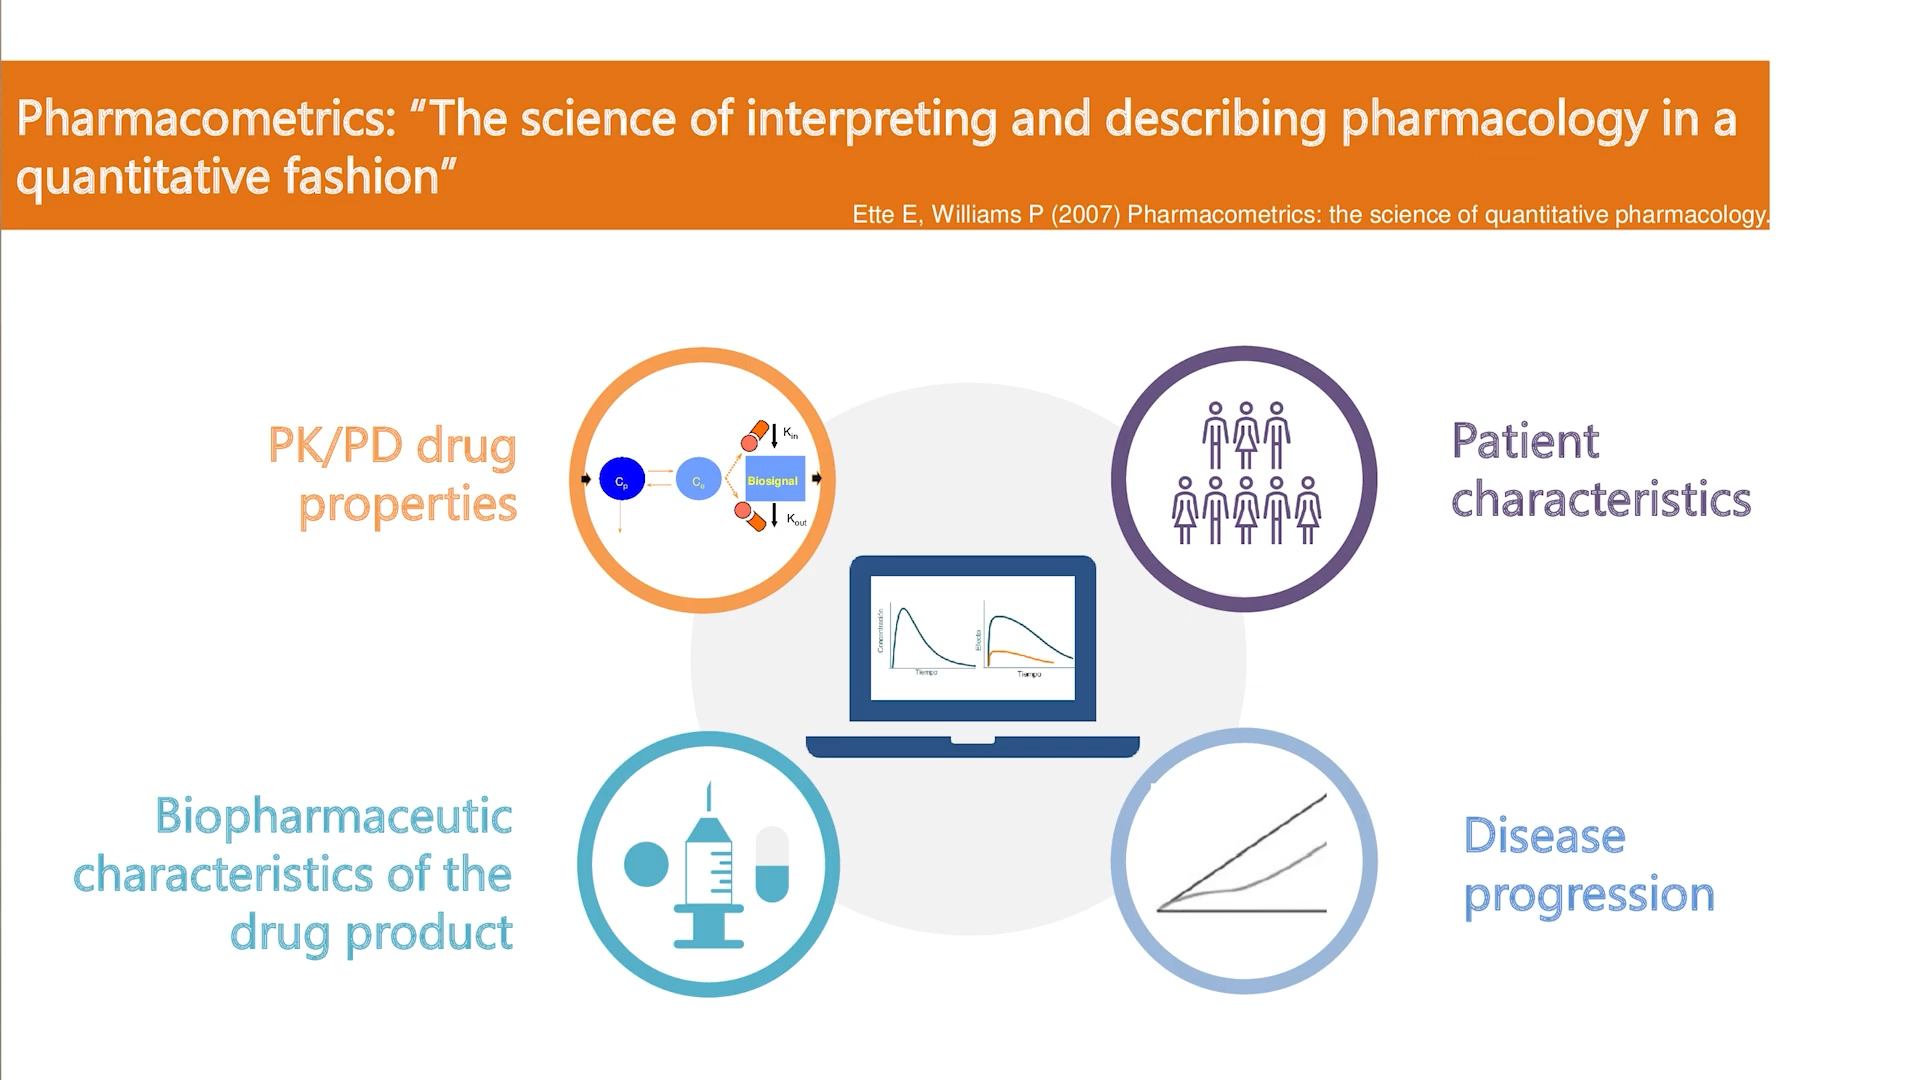 Pharmacometrics: “The science of interpreting and describing pharmacology in a
quantitative fashion”
Ette E, Williams P (2007) Pharmacometrics: the science of quantitative pharmacology.
PK/PD drug
properties
Kin
Cp
Ce
Biosignal
Kout
Patient
characteristics
Concentración
Tiempo
Efecto
Tiempo
Biopharmaceutic
characteristics of the
drug product
Disease
progression